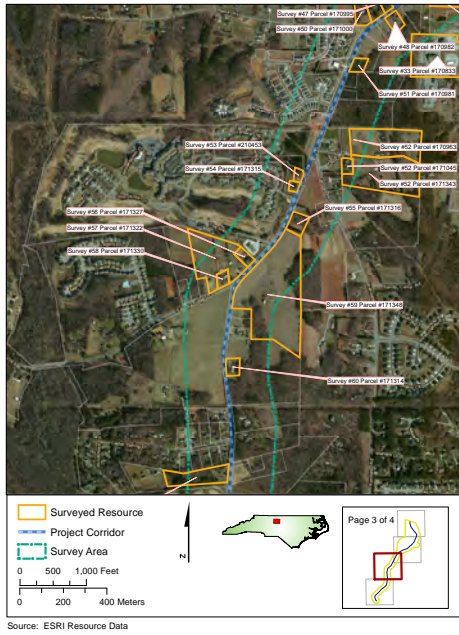 Survey #47 Parcel #170995
Survey #50 Parcel #171000
Survey #48 Parcel #170982
Survey #33 Parcel #170833
Survey #51 Parcel #170981
Survey #53 Parcel #210453
Survey #52 Parcel #170963
Survey #54 Parcel #171315
Survey #52 Parcel #171045
Survey #52 Parcel #171343
Survey #56 Parcel #171327
Survey #55 Parcel #171316
Survey #57 Parcel #171322
Survey #58 Parcel #171330
Survey #59 Parcel #171348
Survey #60 Parcel #171314
Surveyed Resource
Project Corridor
Survey Area
0 500 1,000 Feet
0 200 400 Meters
N
Page 3 of 4
Source: ESRI Resource Data